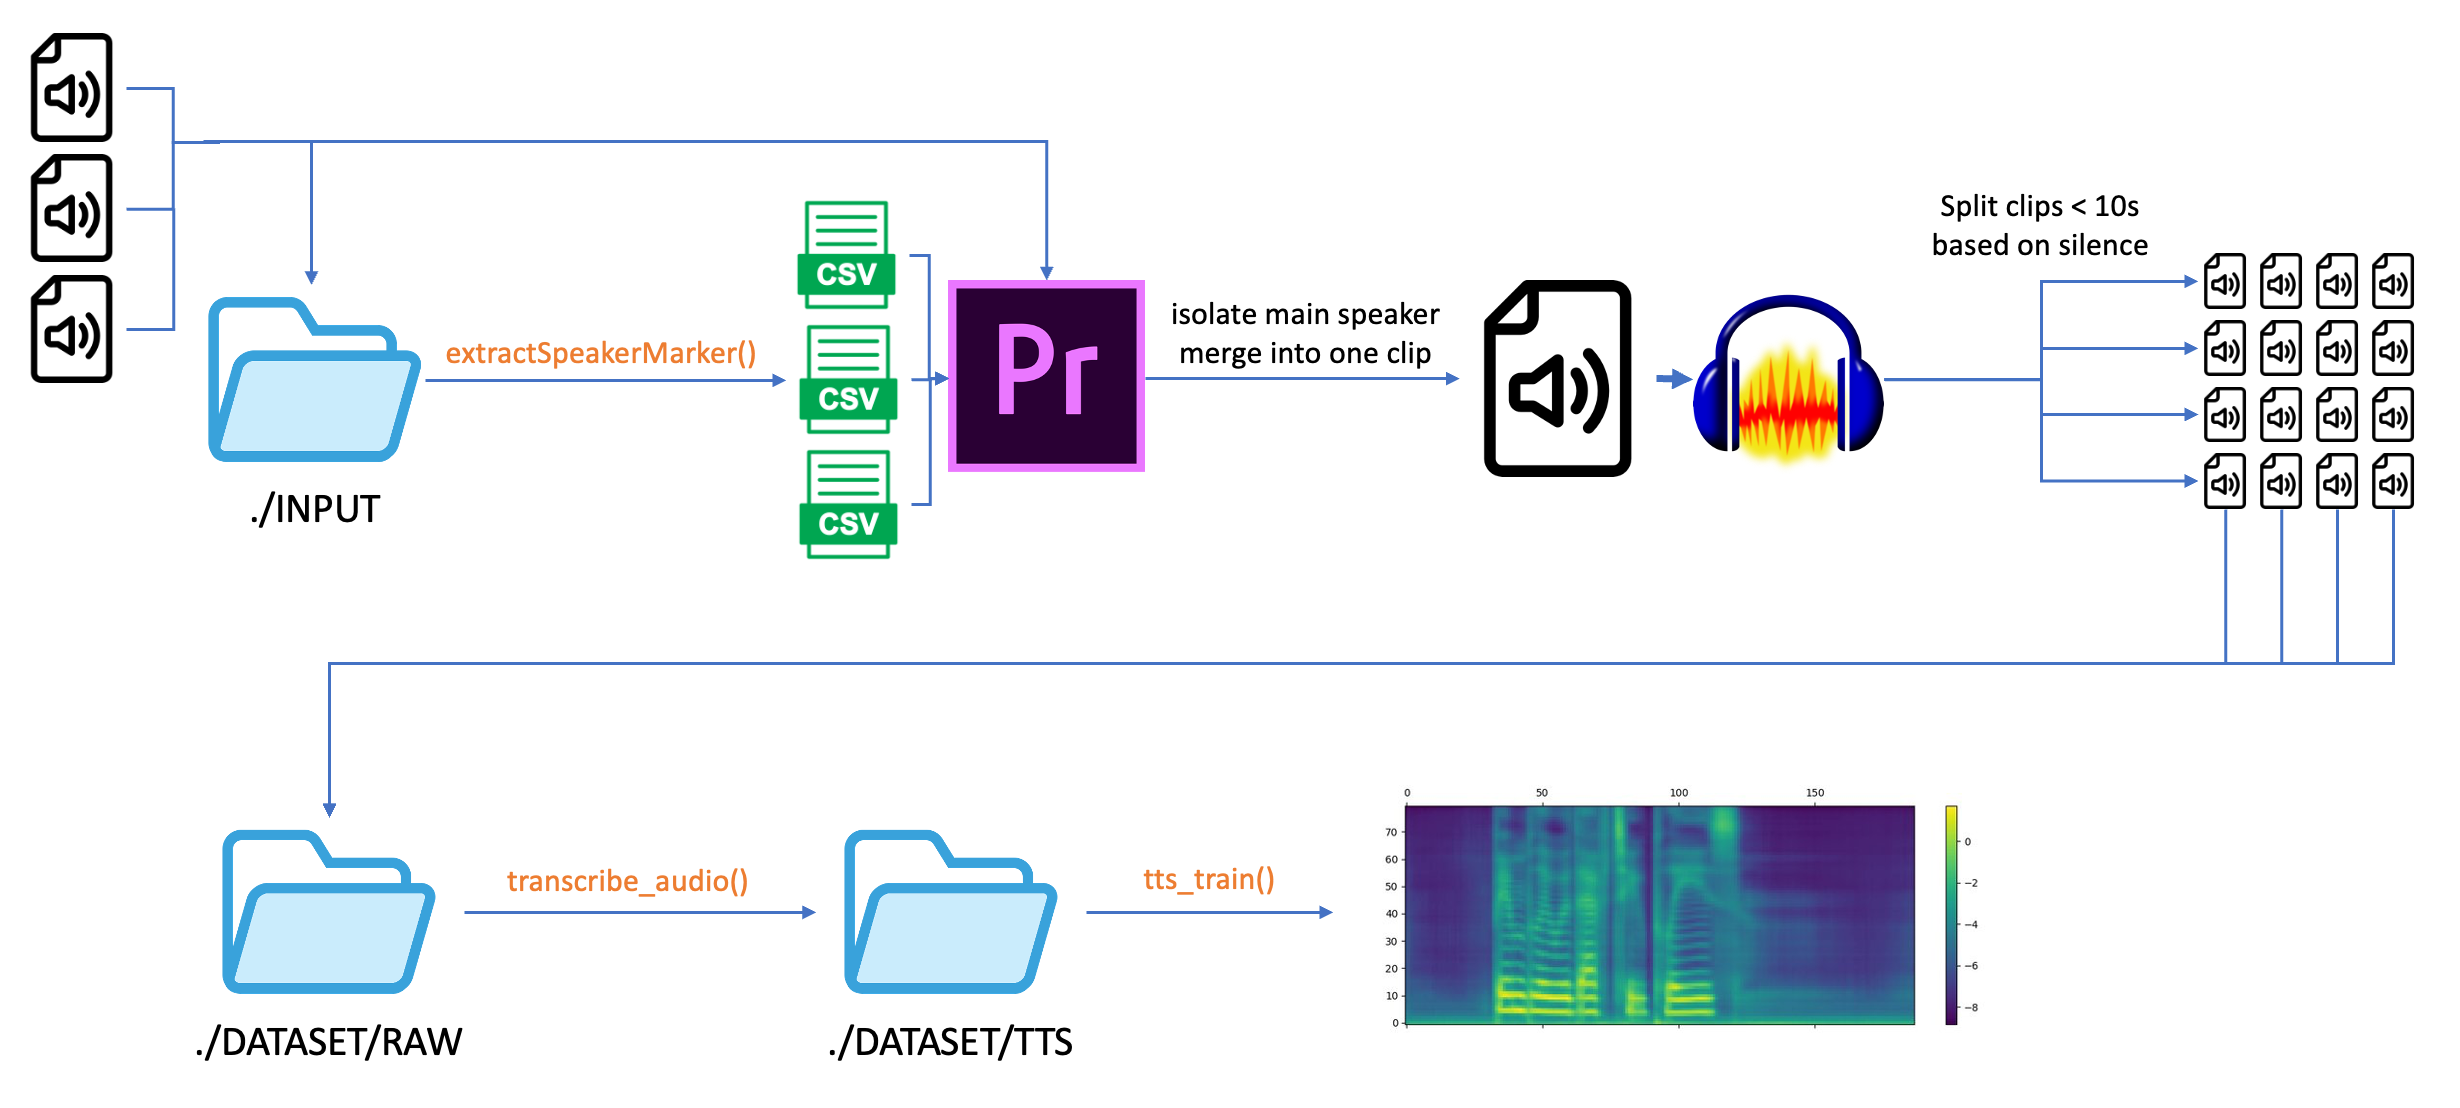 Split clips < 10s
based on silence
CSV
CSV
CSV
Pr
isolate main speaker
merge into one clip
extractSpeakerMarker()
./INPUT
transcribe_audio()
tts_train()
./DATASET/RAW
./DATASET/TTS
0
50
100
150
70
60
50
40
30
20
10
0
0
−2
−4
−6
−8